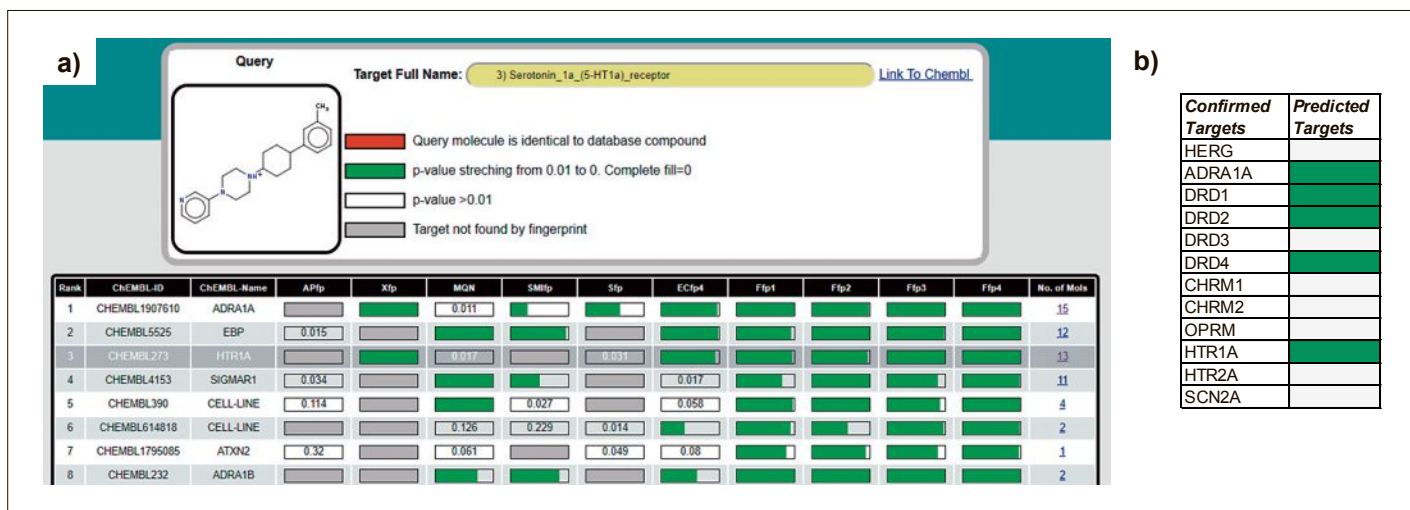 a)
Query
Target Full Name: 3) Serotonin_1a_(5-HT1a)_receptor Link To Chembl
CH3
NH+
N
N
Query molecule is identical to database compound
p-value streching from 0.01 to 0. Complete fill=0
p-value >0.01
Target not found by fingerprint
Rank ChEMBL-ID ChEMBL-Name APfp Xfp MQN SMIfp Sfp ECfp4 Ffp1 Ffp2 Ffp3 Ffp4 No. of Mols
1 CHEMBL1907610 ADRA1A 0.011 15
2 CHEMBL5525 EBP 0.015 12
3 CHEMBL273 HTR1A 0.017 0.031 13
4 CHEMBL4153 SIGMAR1 0.034 0.017 11
5 CHEMBL390 CELL-LINE 0.114 0.027 0.058 4
6 CHEMBL614818 CELL-LINE 0.126 0.229 0.014 2
7 CHEMBL1795085 ATXN2 0.32 0.061 0.049 0.08 1
8 CHEMBL232 ADRA1B 2
b)
Confirmed Predicted
Targets Targets
HERG
ADRA1A
DRD1
DRD2
DRD3
DRD4
CHRM1
CHRM2
OPRM
HTR1A
HTR2A
SCN2A